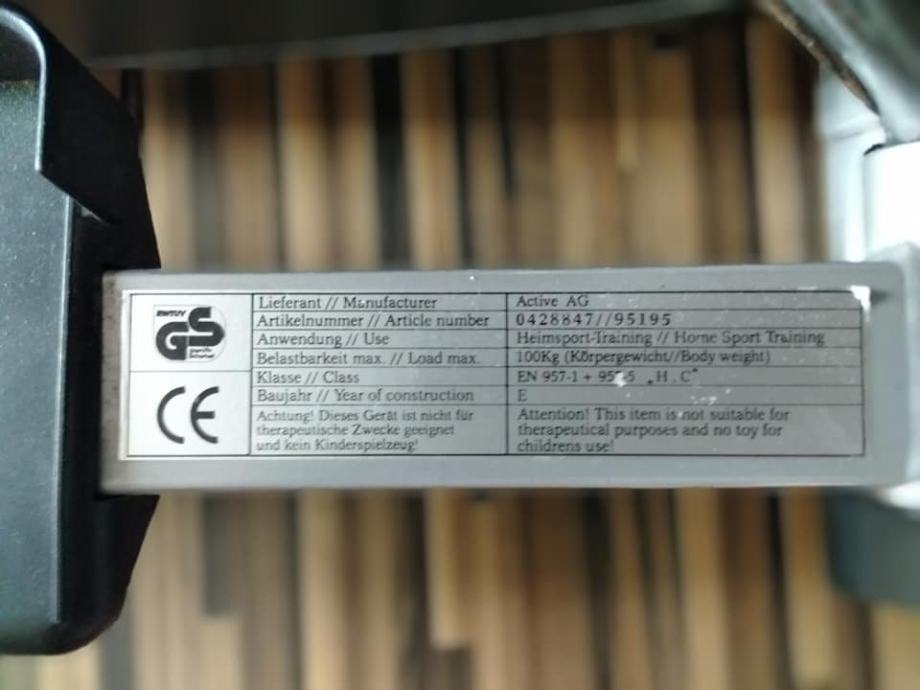 RWTÜV
GS
geprüfte
Sicherheit
CE
Lieferant // Manufacturer Active AG
Artikelnummer // Article number 0428847//95195
Anwendung // Use Heimsport-Training // Home Sport Training
Belastbarkeit max. // Load max. 100Kg (Körpergewicht//Body weight)
Klasse // Class EN 957-1 + 957-5 „H, C"
Baujahr // Year of construction E
Achtung! Dieses Gerät ist nicht für
therapeutische Zwecke geeignet
und kein Kinderspielzeug!
Attention! This item is not suitable for
therapeutical purposes and no toy for
childrens use!